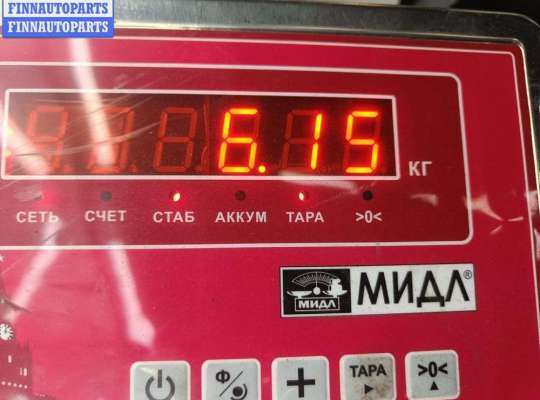 FINNAUTOPARTS
FINNAUTOPARTS
6.15 КГ
СЕТЬ СЧЕТ СТАБ АККУМ ТАРА >0<
МИДЛ МИДЛ®
Ф + ТАРА >0<